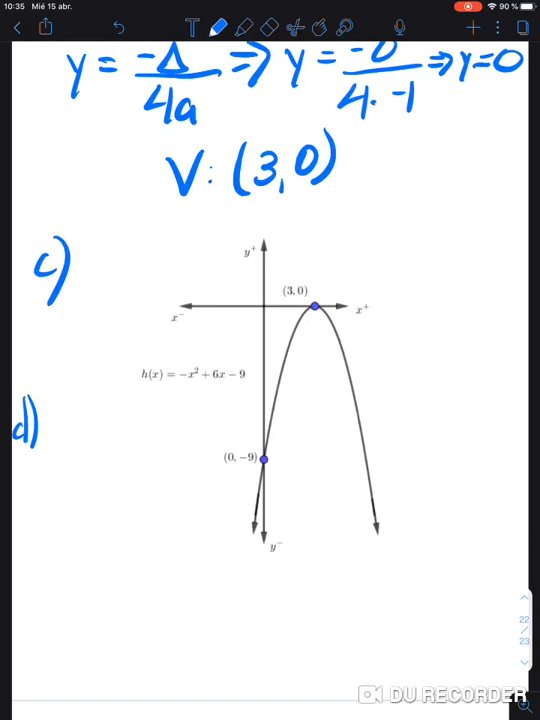 10:35 Mié 15 abr. 90 %
y = -Δ / 4a ⇒ y = -0 / 4 · -1 ⇒ y = 0
V: (3, 0)
c)
y⁺
(3, 0)
x⁻ x⁺
h(x) = −x² + 6x − 9
d)
(0, −9)
y⁻
22 / 23
DU RECORDER